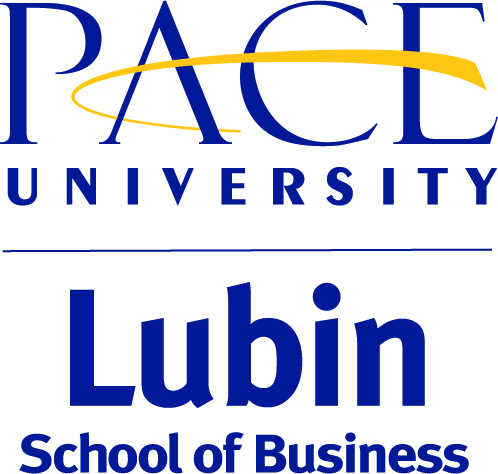 PACE
UNIVERSITY
Lubin
School of Business